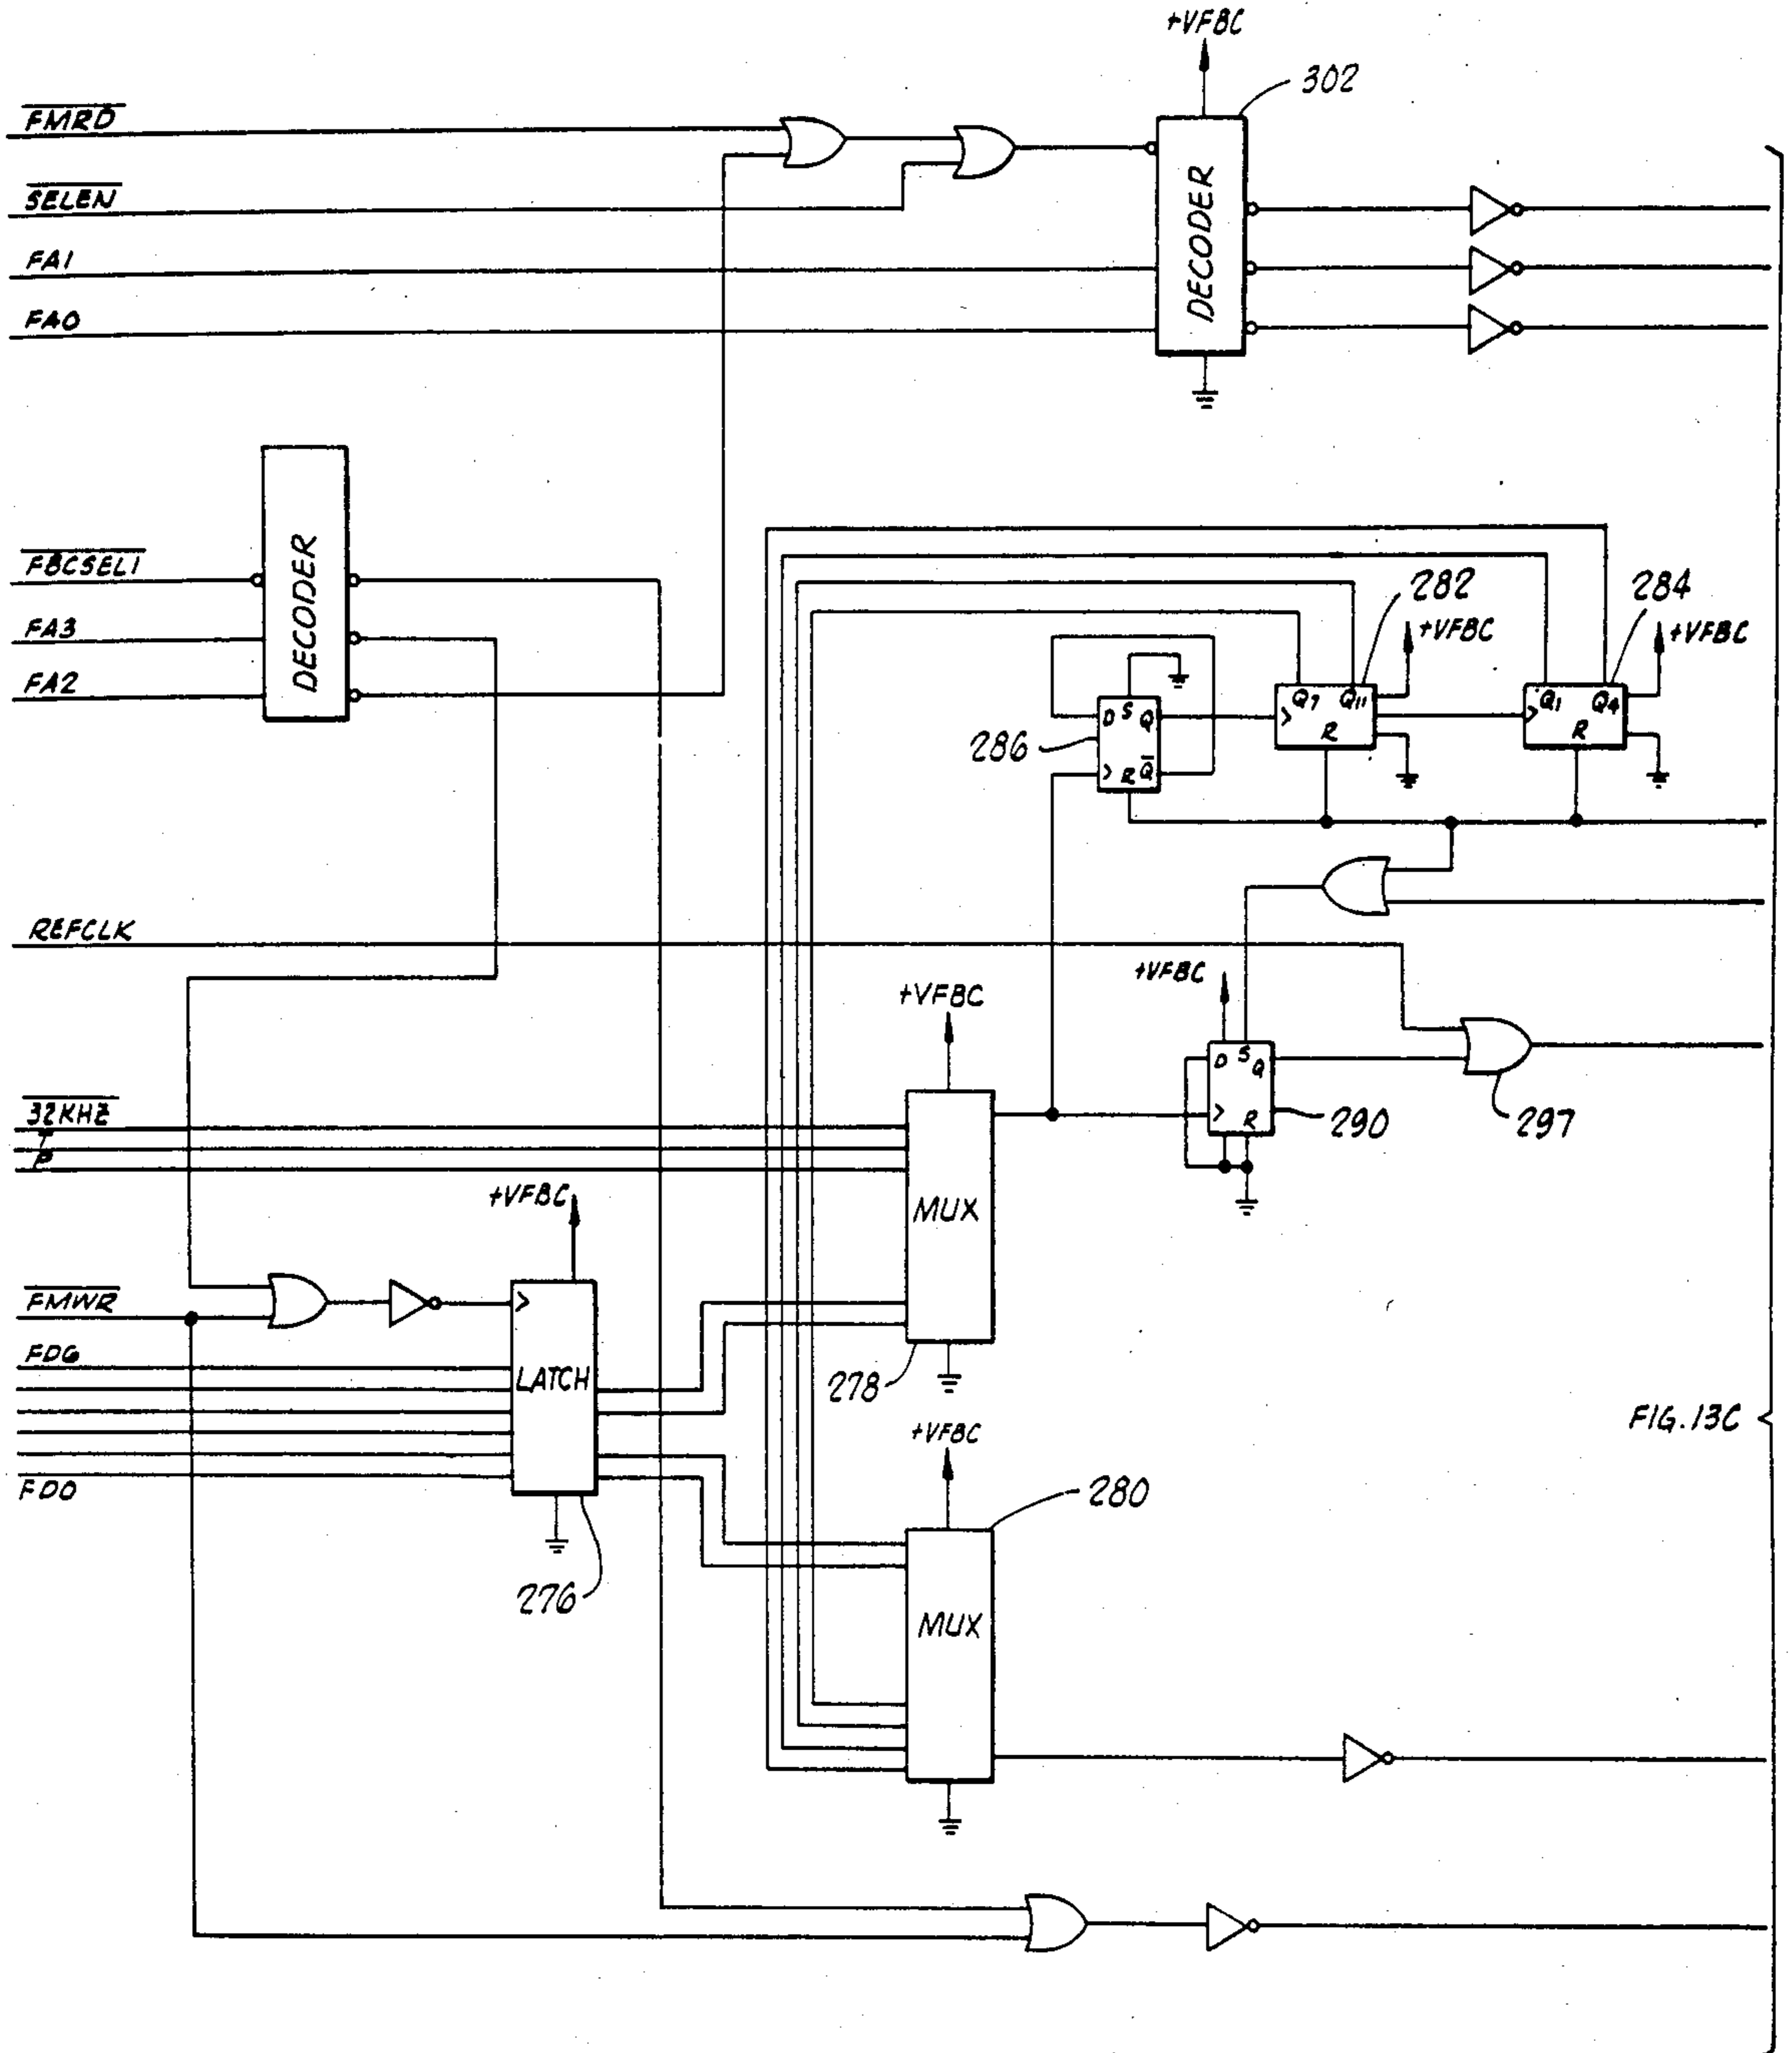 +VFBC
302
FMRD
SELEN
FA1
FA0
DECODER
FBCSEL1
FA3
FA2
DECODER
282
+VFBC
284
+VFBC
286
D S Q
R Q
Q7 Q11
R
Q1 Q4
R
REFCLK
+VFBC
+VFBC
D S Q
R
290
297
32KHZ
T
P
MUX
+VFBC
FMWR
FD6
LATCH
278
FD0
+VFBC
280
276
MUX
FIG. 13C